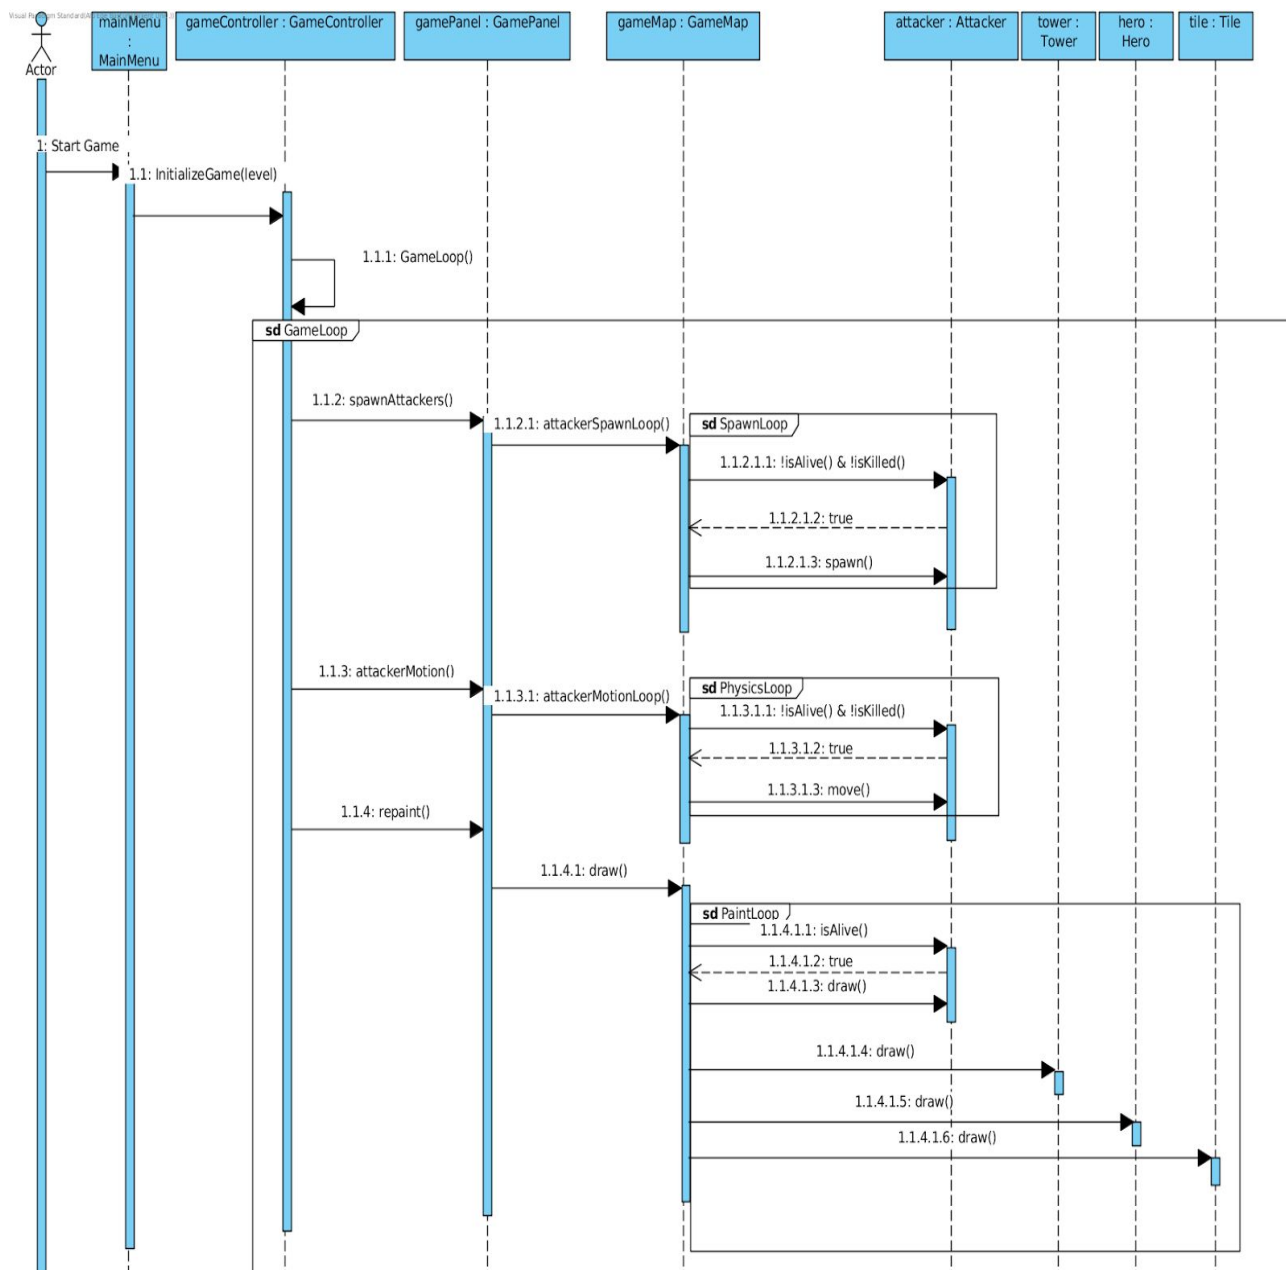 Visual Paradigm Standard
mainMenu
:
MainMenu
gameController : GameController
gamePanel : GamePanel
gameMap : GameMap
attacker : Attacker
tower :
Tower
hero :
Hero
tile : Tile
Actor
1: Start Game
1.1: InitializeGame(level)
1.1.1: GameLoop()
sd GameLoop
1.1.2: spawnAttackers()
1.1.2.1: attackerSpawnLoop()
sd SpawnLoop
1.1.2.1.1: !isAlive() & !isKilled()
1.1.2.1.2: true
1.1.2.1.3: spawn()
1.1.3: attackerMotion()
1.1.3.1: attackerMotionLoop()
sd PhysicsLoop
1.1.3.1.1: !isAlive() & !isKilled()
1.1.3.1.2: true
1.1.3.1.3: move()
1.1.4: repaint()
1.1.4.1: draw()
sd PaintLoop
1.1.4.1.1: isAlive()
1.1.4.1.2: true
1.1.4.1.3: draw()
1.1.4.1.4: draw()
1.1.4.1.5: draw()
1.1.4.1.6: draw()